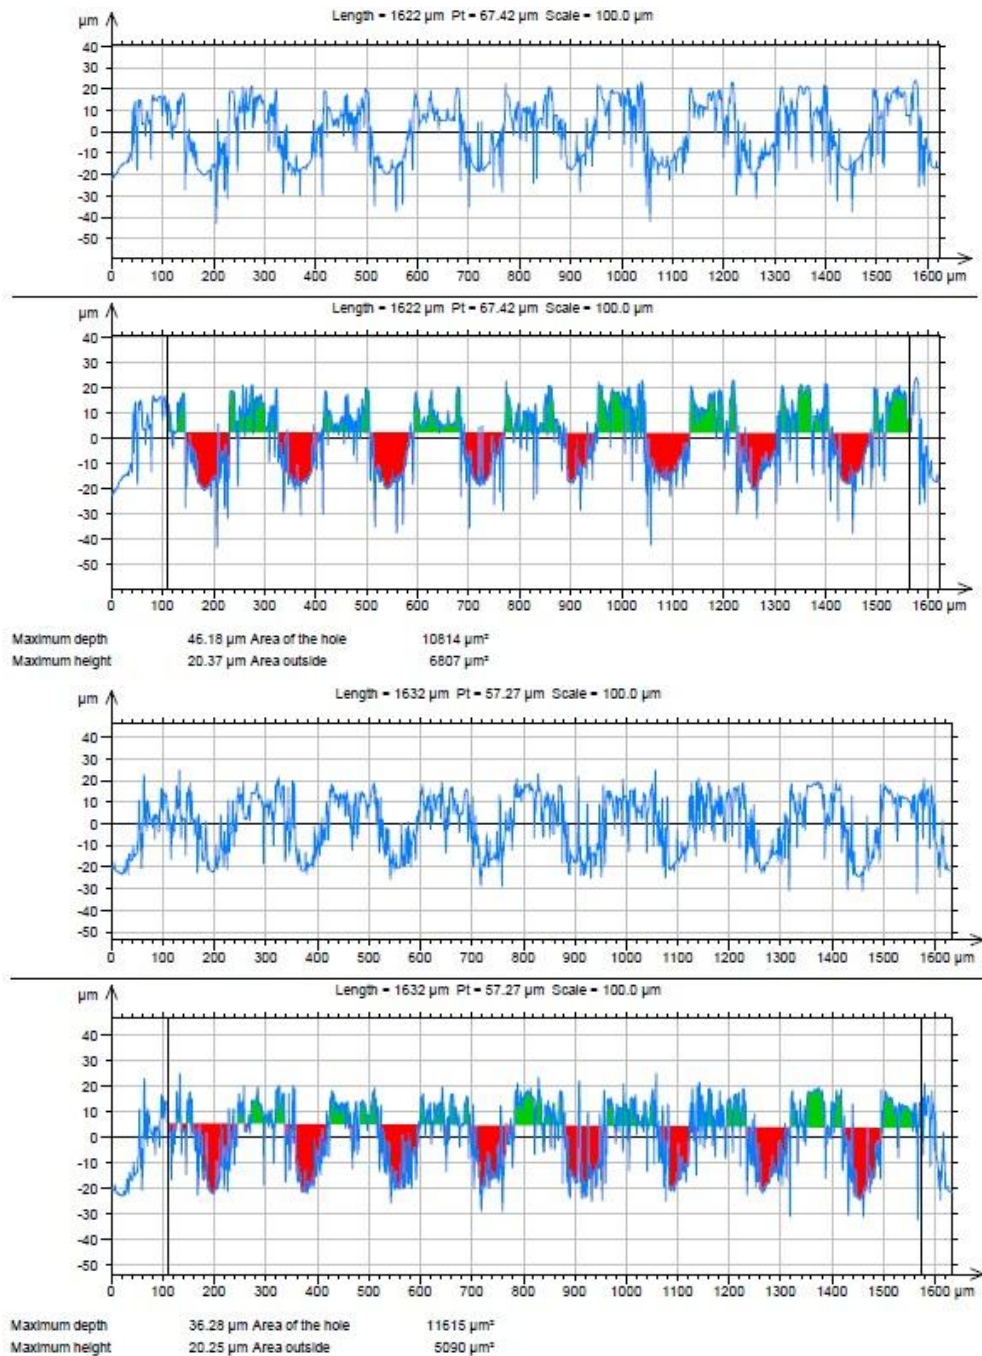 Length = 1622 µm Pt = 67.42 µm Scale = 100.0 µm
µm
40
30
20
10
0
-10
-20
-30
-40
-50
0 100 200 300 400 500 600 700 800 900 1000 1100 1200 1300 1400 1500 1600 µm
Length = 1622 µm Pt = 67.42 µm Scale = 100.0 µm
µm
40
30
20
10
0
-10
-20
-30
-40
-50
0 100 200 300 400 500 600 700 800 900 1000 1100 1200 1300 1400 1500 1600 µm
Maximum depth 46.18 µm Area of the hole 10814 µm²
Maximum height 20.37 µm Area outside 6807 µm²
Length = 1632 µm Pt = 57.27 µm Scale = 100.0 µm
µm
40
30
20
10
0
-10
-20
-30
-40
-50
0 100 200 300 400 500 600 700 800 900 1000 1100 1200 1300 1400 1500 1600 µm
Length = 1632 µm Pt = 57.27 µm Scale = 100.0 µm
µm
40
30
20
10
0
-10
-20
-30
-40
-50
0 100 200 300 400 500 600 700 800 900 1000 1100 1200 1300 1400 1500 1600 µm
Maximum depth 36.28 µm Area of the hole 11615 µm²
Maximum height 20.25 µm Area outside 5090 µm²